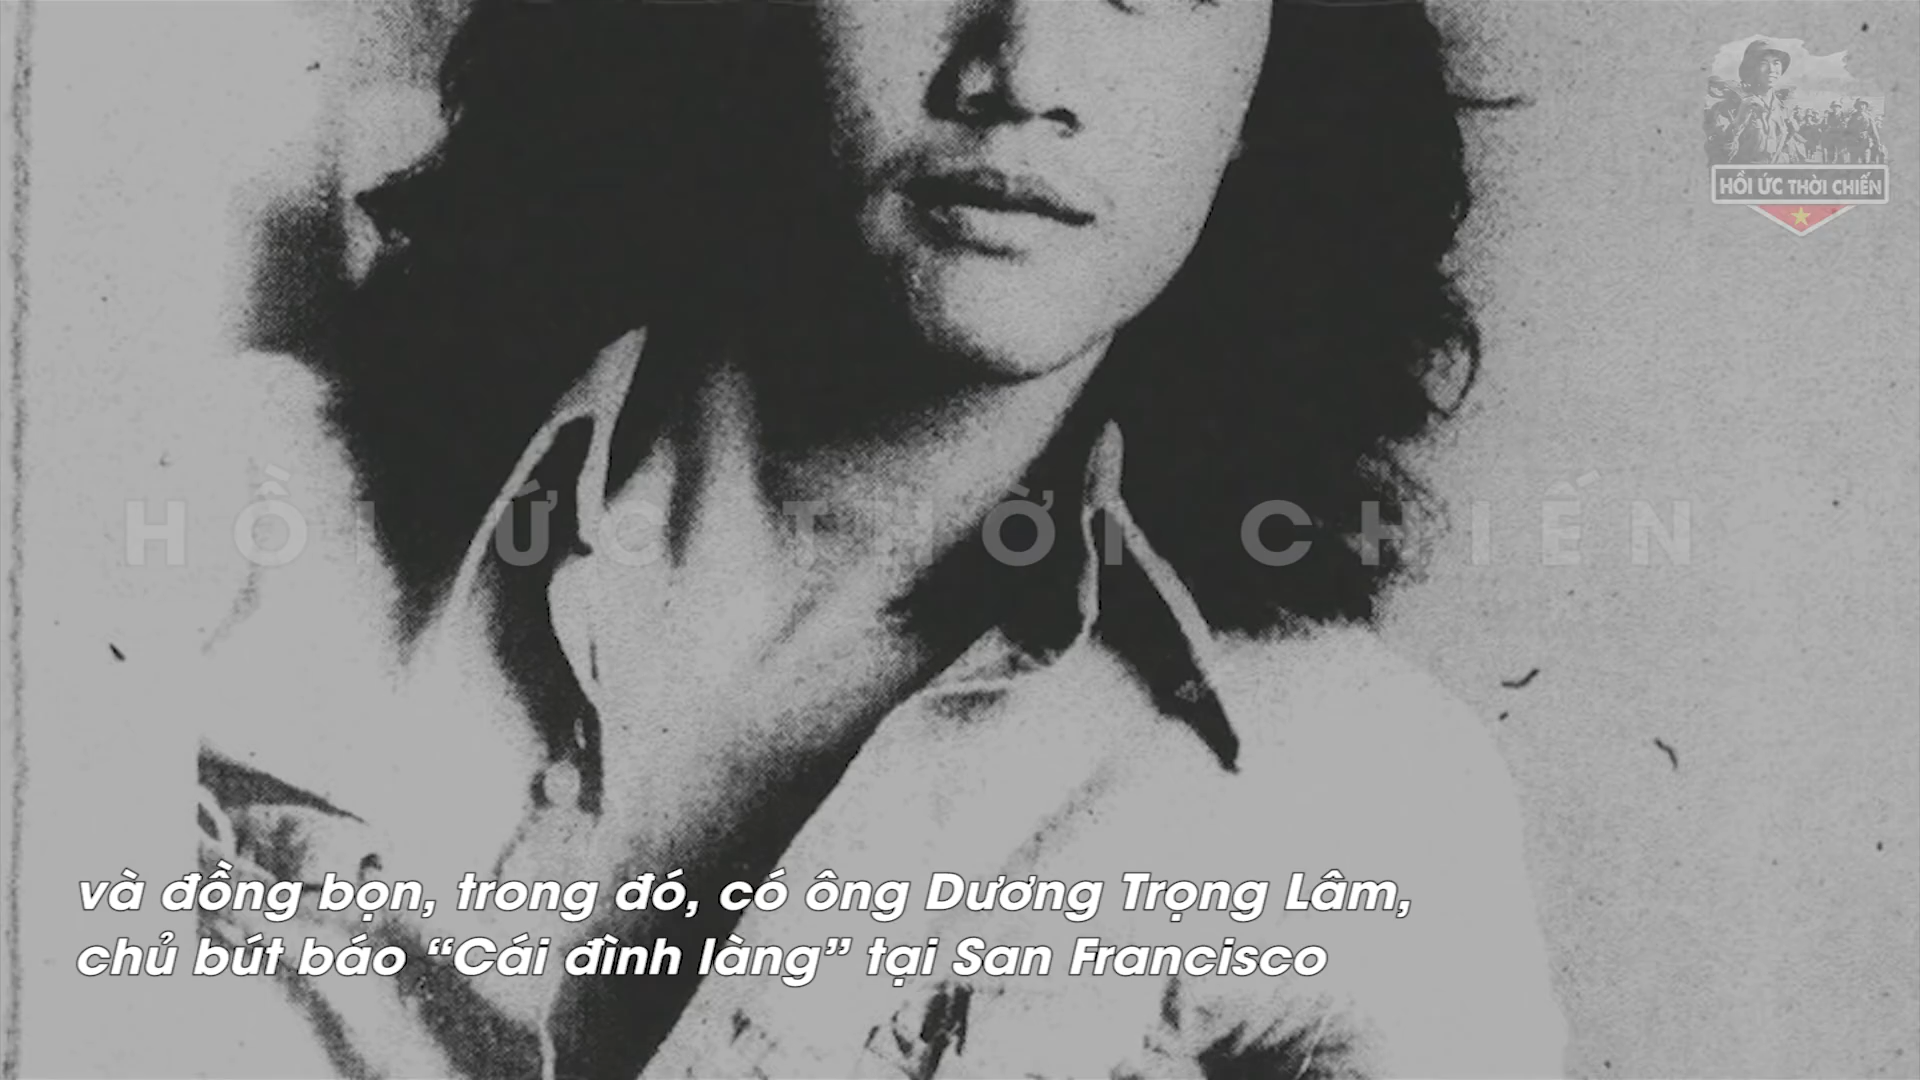 HỒI ỨC THỜI CHIẾN
HỒI ỨC THỜI CHIẾN
và đồng bọn, trong đó, có ông Dương Trọng Lâm,
chủ bút báo “Cái đình làng” tại San Francisco